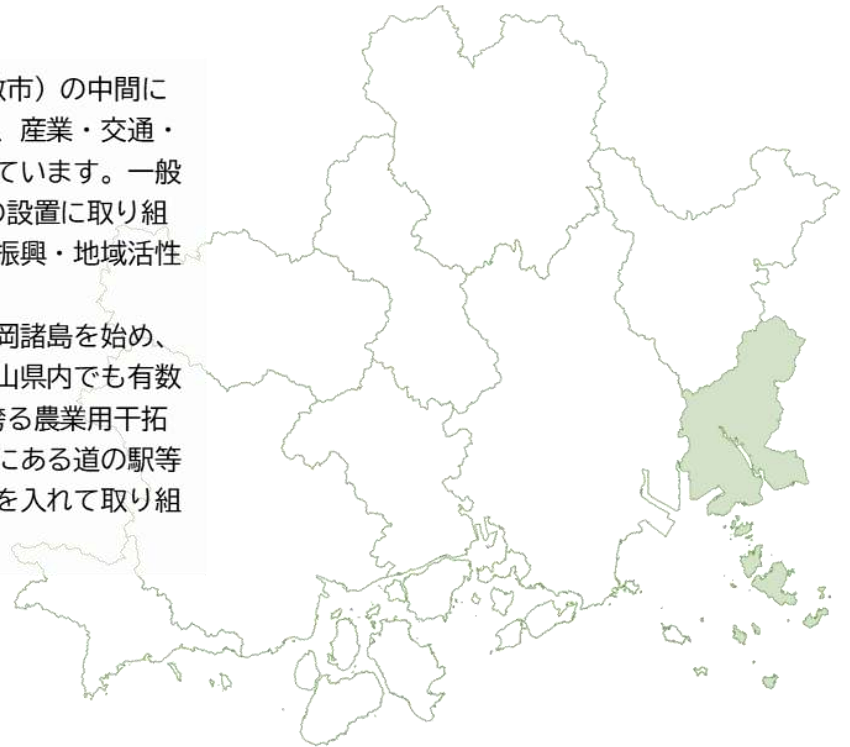 敷市）の中間に
、産業・交通・
ています。一般
の設置に取り組
振興・地域活性
岡諸島を始め、
山県内でも有数
誇る農業用干拓
にある道の駅等
を入れて取り組